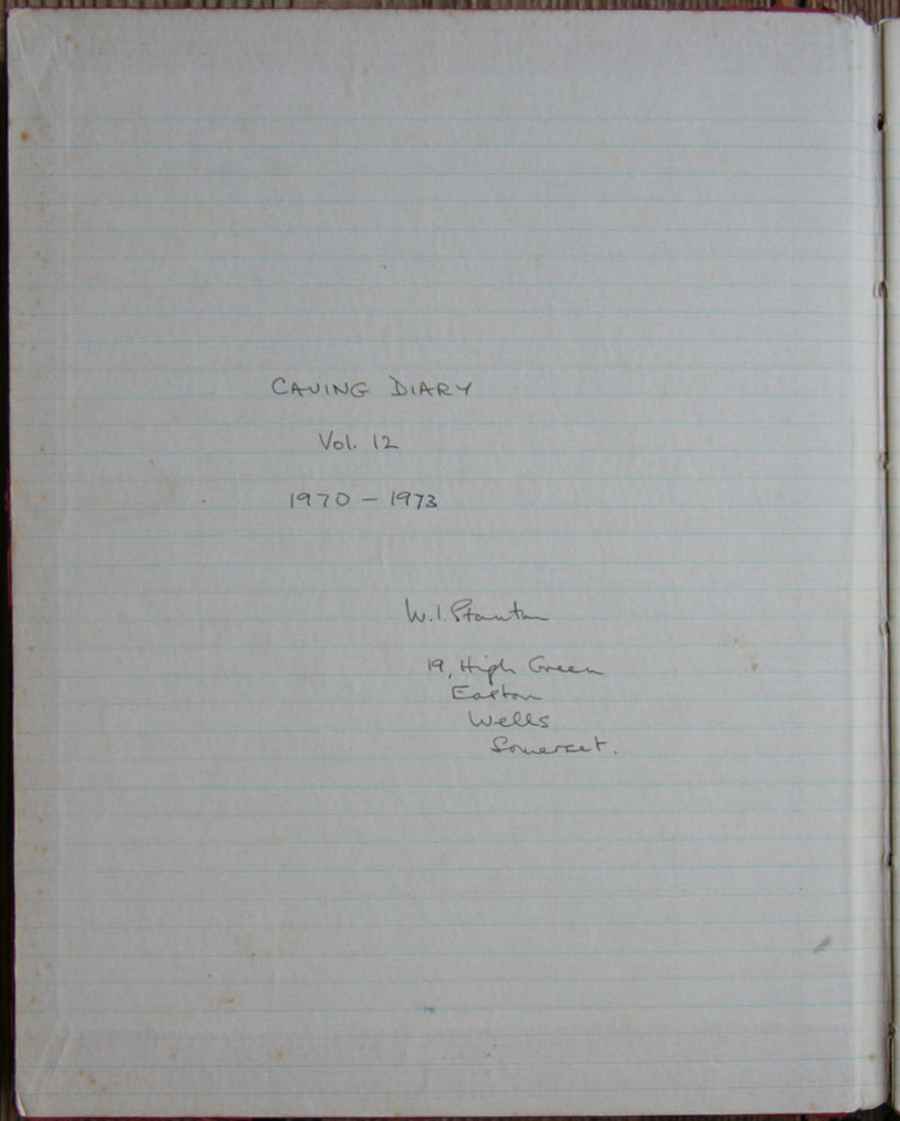 CAVING DIARY
Vol. 12
1970 – 1973
W.I. Stanton
19, High Green
Easton
Wells
Somerset.